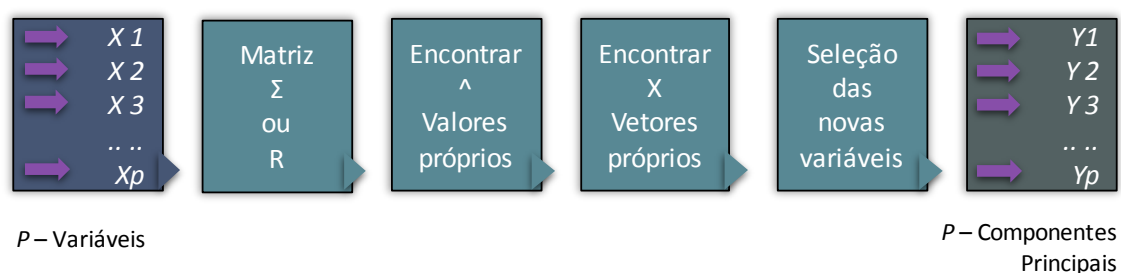 X 1
X 2
X 3
.. ..
Xp
Matriz
Σ
ou
R
Encontrar
^
Valores
próprios
Encontrar
X
Vetores
próprios
Seleção
das
novas
variáveis
Y1
Y 2
Y 3
.. ..
Yp
P – Variáveis
P – Componentes
Principais